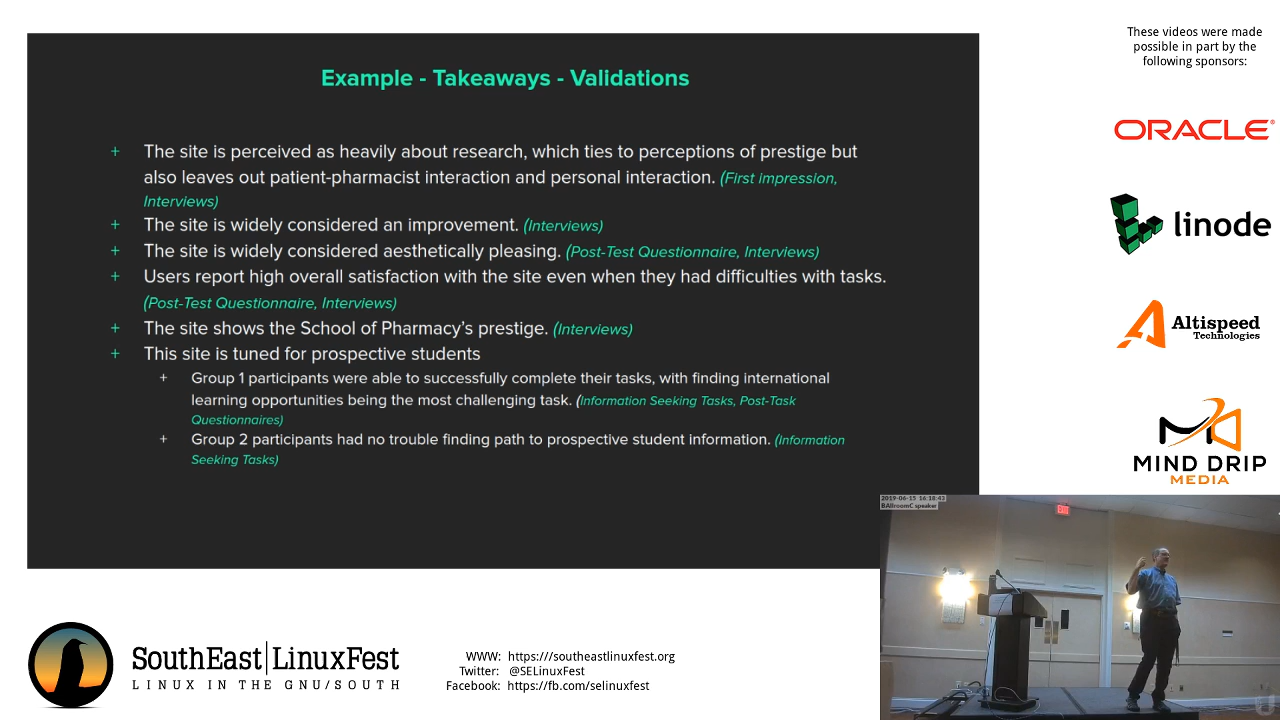 These videos were made
possible in part by the
following sponsors:
Example - Takeaways - Validations
+ The site is perceived as heavily about research, which ties to perceptions of prestige but
also leaves out patient-pharmacist interaction and personal interaction. (First impression,
Interviews)
+ The site is widely considered an improvement. (Interviews)
+ The site is widely considered aesthetically pleasing. (Post-Test Questionnaire, Interviews)
+ Users report high overall satisfaction with the site even when they had difficulties with tasks.
(Post-Test Questionnaire, Interviews)
+ The site shows the School of Pharmacy's prestige. (Interviews)
+ This site is tuned for prospective students
+ Group 1 participants were able to successfully complete their tasks, with finding international
learning opportunities being the most challenging task. (Information Seeking Tasks, Post-Task
Questionnaires)
+ Group 2 participants had no trouble finding path to prospective student information. (Information
Seeking Tasks)
ORACLE®
linode
Altispeed
Technologies
MIND DRIP
MEDIA
2019-06-15 16:18:43
BAllroomC speaker
EXIT
SouthEast|LinuxFest
LINUX IN THE GNU/SOUTH
WWW: https:///southeastlinuxfest.org
Twitter: @SELinuxFest
Facebook: https://fb.com/selinuxfest